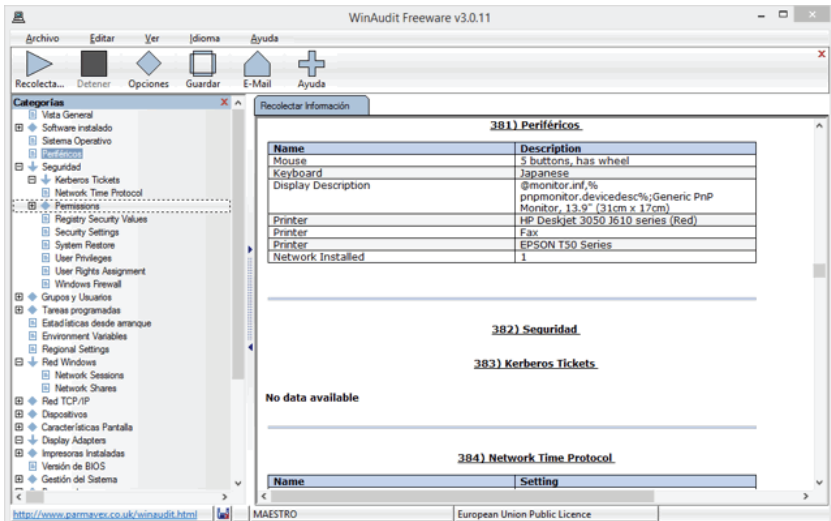 WinAudit Freeware v3.0.11
Archivo Editar Ver Idioma Ayuda
Recolecta... Detener Opciones Guardar E-Mail Ayuda
Categorías
Vista General
Software instalado
Sistema Operativo
Periféricos
Seguridad
Kerberos Tickets
Network Time Protocol
Permissions
Registry Security Values
Security Settings
System Restore
User Privileges
User Rights Assignment
Windows Firewall
Grupos y Usuarios
Tareas programadas
Estadísticas desde arranque
Environment Variables
Regional Settings
Red Windows
Network Sessions
Network Shares
Red TCP/IP
Dispositivos
Características Pantalla
Display Adapters
Impresoras Instaladas
Versión de BIOS
Gestión del Sistema
Recolectar Información
381) Periféricos
Name Description
Mouse 5 buttons, has wheel
Keyboard Japanese
Display Description @monitor.inf,%
pnpmonitor.devicedesc%;Generic PnP
Monitor, 13.9" (31cm x 17cm)
Printer HP Deskjet 3050 J610 series (Red)
Printer Fax
Printer EPSON T50 Series
Network Installed 1
382) Seguridad
383) Kerberos Tickets
No data available
384) Network Time Protocol
Name Setting
http://www.parmavex.co.uk/winaudit.html MAESTRO European Union Public Licence